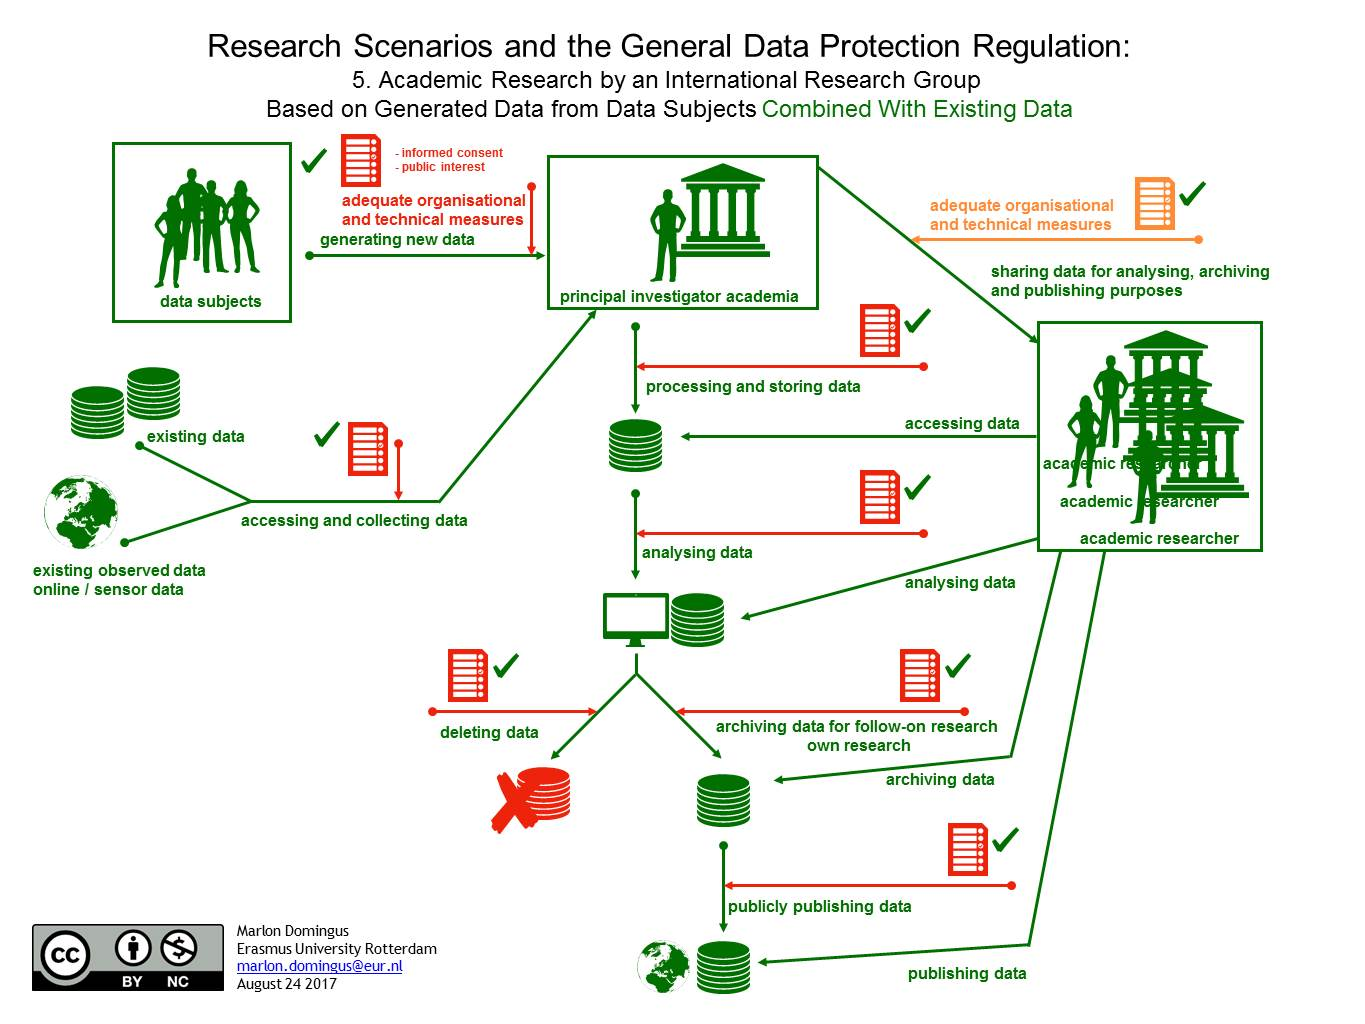 Research Scenarios and the General Data Protection Regulation:
5. Academic Research by an International Research Group
Based on Generated Data from Data Subjects Combined With Existing Data
- informed consent
- public interest
adequate organisational
and technical measures
generating new data
data subjects
principal investigator academia
adequate organisational
and technical measures
sharing data for analysing, archiving
and publishing purposes
processing and storing data
existing data
accessing and collecting data
existing observed data
online / sensor data
accessing data
academic researcher
academic researcher
academic researcher
analysing data
analysing data
deleting data
archiving data for follow-on research
own research
archiving data
publicly publishing data
publishing data
cc
BY NC
Marlon Domingus
Erasmus University Rotterdam
marlon.domingus@eur.nl
August 24 2017